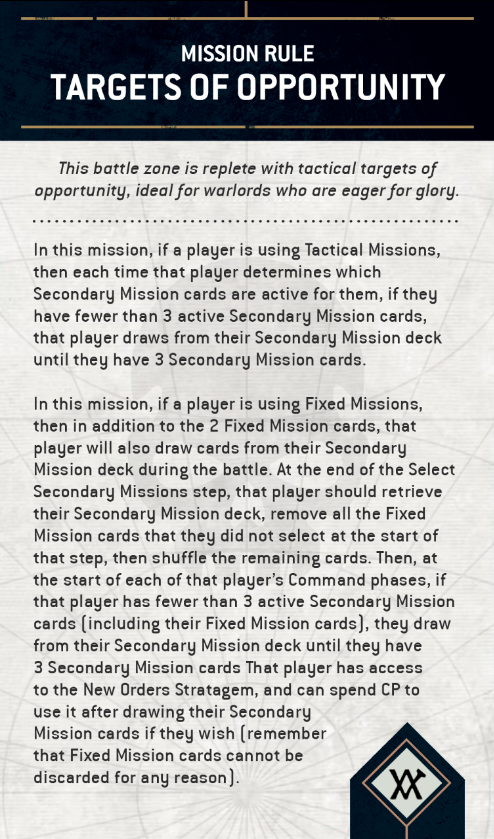 MISSION RULE
TARGETS OF OPPORTUNITY
This battle zone is replete with tactical targets of
opportunity, ideal for warlords who are eager for glory.
In this mission, if a player is using Tactical Missions,
then each time that player determines which
Secondary Mission cards are active for them, if they
have fewer than 3 active Secondary Mission cards,
that player draws from their Secondary Mission deck
until they have 3 Secondary Mission cards.
In this mission, if a player is using Fixed Missions,
then in addition to the 2 Fixed Mission cards, that
player will also draw cards from their Secondary
Mission deck during the battle. At the end of the Select
Secondary Missions step, that player should retrieve
their Secondary Mission deck, remove all the Fixed
Mission cards that they did not select at the start of
that step, then shuffle the remaining cards. Then, at
the start of each of that player's Command phases, if
that player has fewer than 3 active Secondary Mission
cards (including their Fixed Mission cards), they draw
from their Secondary Mission deck until they have
3 Secondary Mission cards That player has access
to the New Orders Stratagem, and can spend CP to
use it after drawing their Secondary
Mission cards if they wish (remember
that Fixed Mission cards cannot be
discarded for any reason).